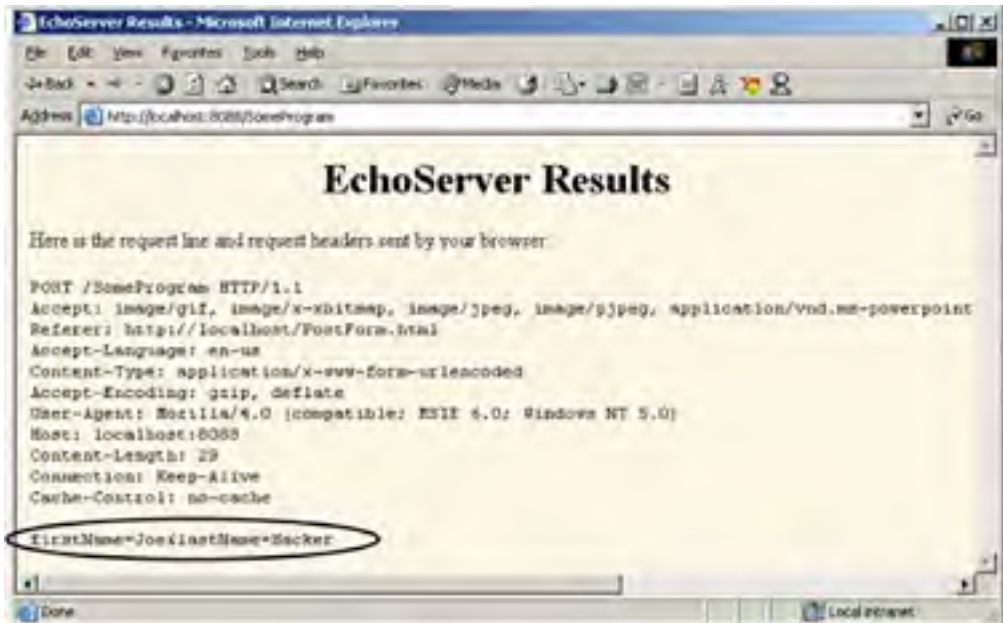 EchoServer Results - Microsoft Internet Explorer
File Edit View Favorites Tools Help
Back Search Favorites Media
Address http://localhost:8088/SomeProgram Go
EchoServer Results
Here is the request line and request headers sent by your browser:
POST /SomeProgram HTTP/1.1
Accept: image/gif, image/x-xbitmap, image/jpeg, image/pjpeg, application/vnd.ms-powerpoint
Referer: http://localhost/PostForm.html
Accept-Language: en-us
Content-Type: application/x-www-form-urlencoded
Accept-Encoding: gzip, deflate
User-Agent: Mozilla/4.0 (compatible; MSIE 6.0; Windows NT 5.0)
Host: localhost:8088
Content-Length: 29
Connection: Keep-Alive
Cache-Control: no-cache
firstName=Joe&lastName=Hacker
Done Local intranet